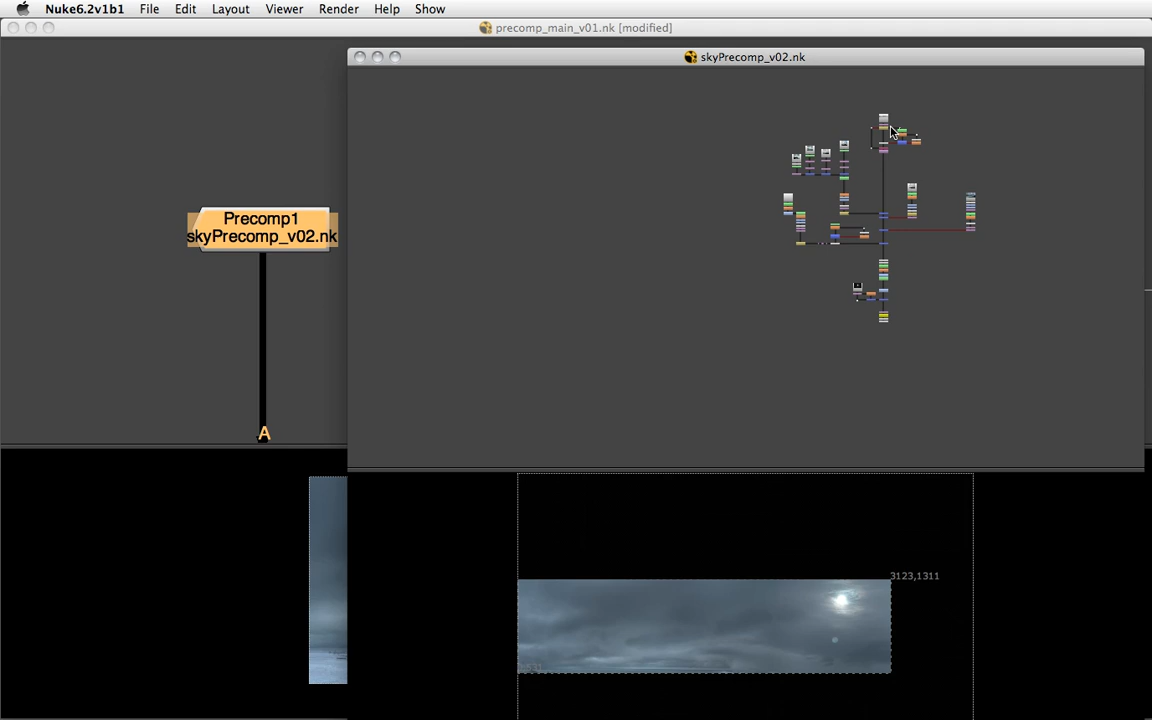 Nuke6.2v1b1 File Edit Layout Viewer Render Help Show
precomp_main_v01.nk [modified]
skyPrecomp_v02.nk
Precomp1
skyPrecomp_v02.nk
A
3123,1311